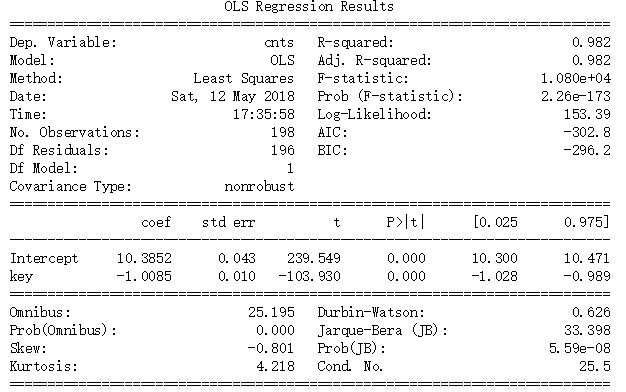 OLS Regression Results
==============================================================================
Dep. Variable: cnts R-squared: 0.982
Model: OLS Adj. R-squared: 0.982
Method: Least Squares F-statistic: 1.080e+04
Date: Sat, 12 May 2018 Prob (F-statistic): 2.26e-173
Time: 17:35:58 Log-Likelihood: 153.39
No. Observations: 198 AIC: -302.8
Df Residuals: 196 BIC: -296.2
Df Model: 1
Covariance Type: nonrobust
==============================================================================
coef std err t P>|t| [0.025 0.975]
------------------------------------------------------------------------------
Intercept 10.3852 0.043 239.549 0.000 10.300 10.471
key -1.0085 0.010 -103.930 0.000 -1.028 -0.989
==============================================================================
Omnibus: 25.195 Durbin-Watson: 0.626
Prob(Omnibus): 0.000 Jarque-Bera (JB): 33.398
Skew: -0.801 Prob(JB): 5.59e-08
Kurtosis: 4.218 Cond. No. 25.5
==============================================================================